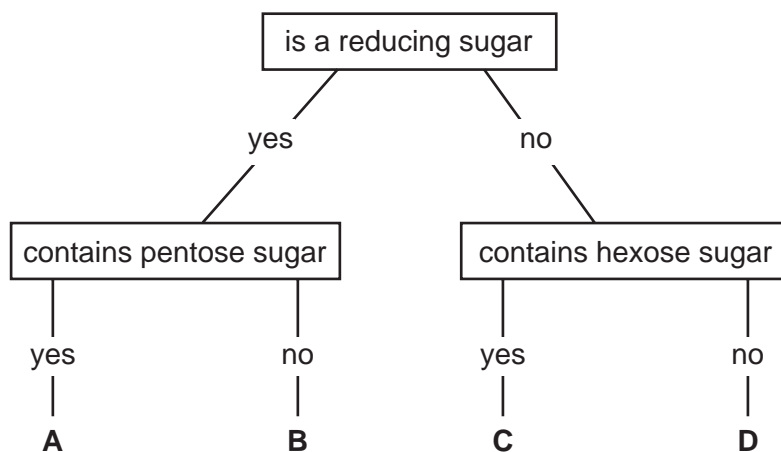 is a reducing sugar
yes no
contains pentose sugar contains hexose sugar
yes no yes no
A B C D